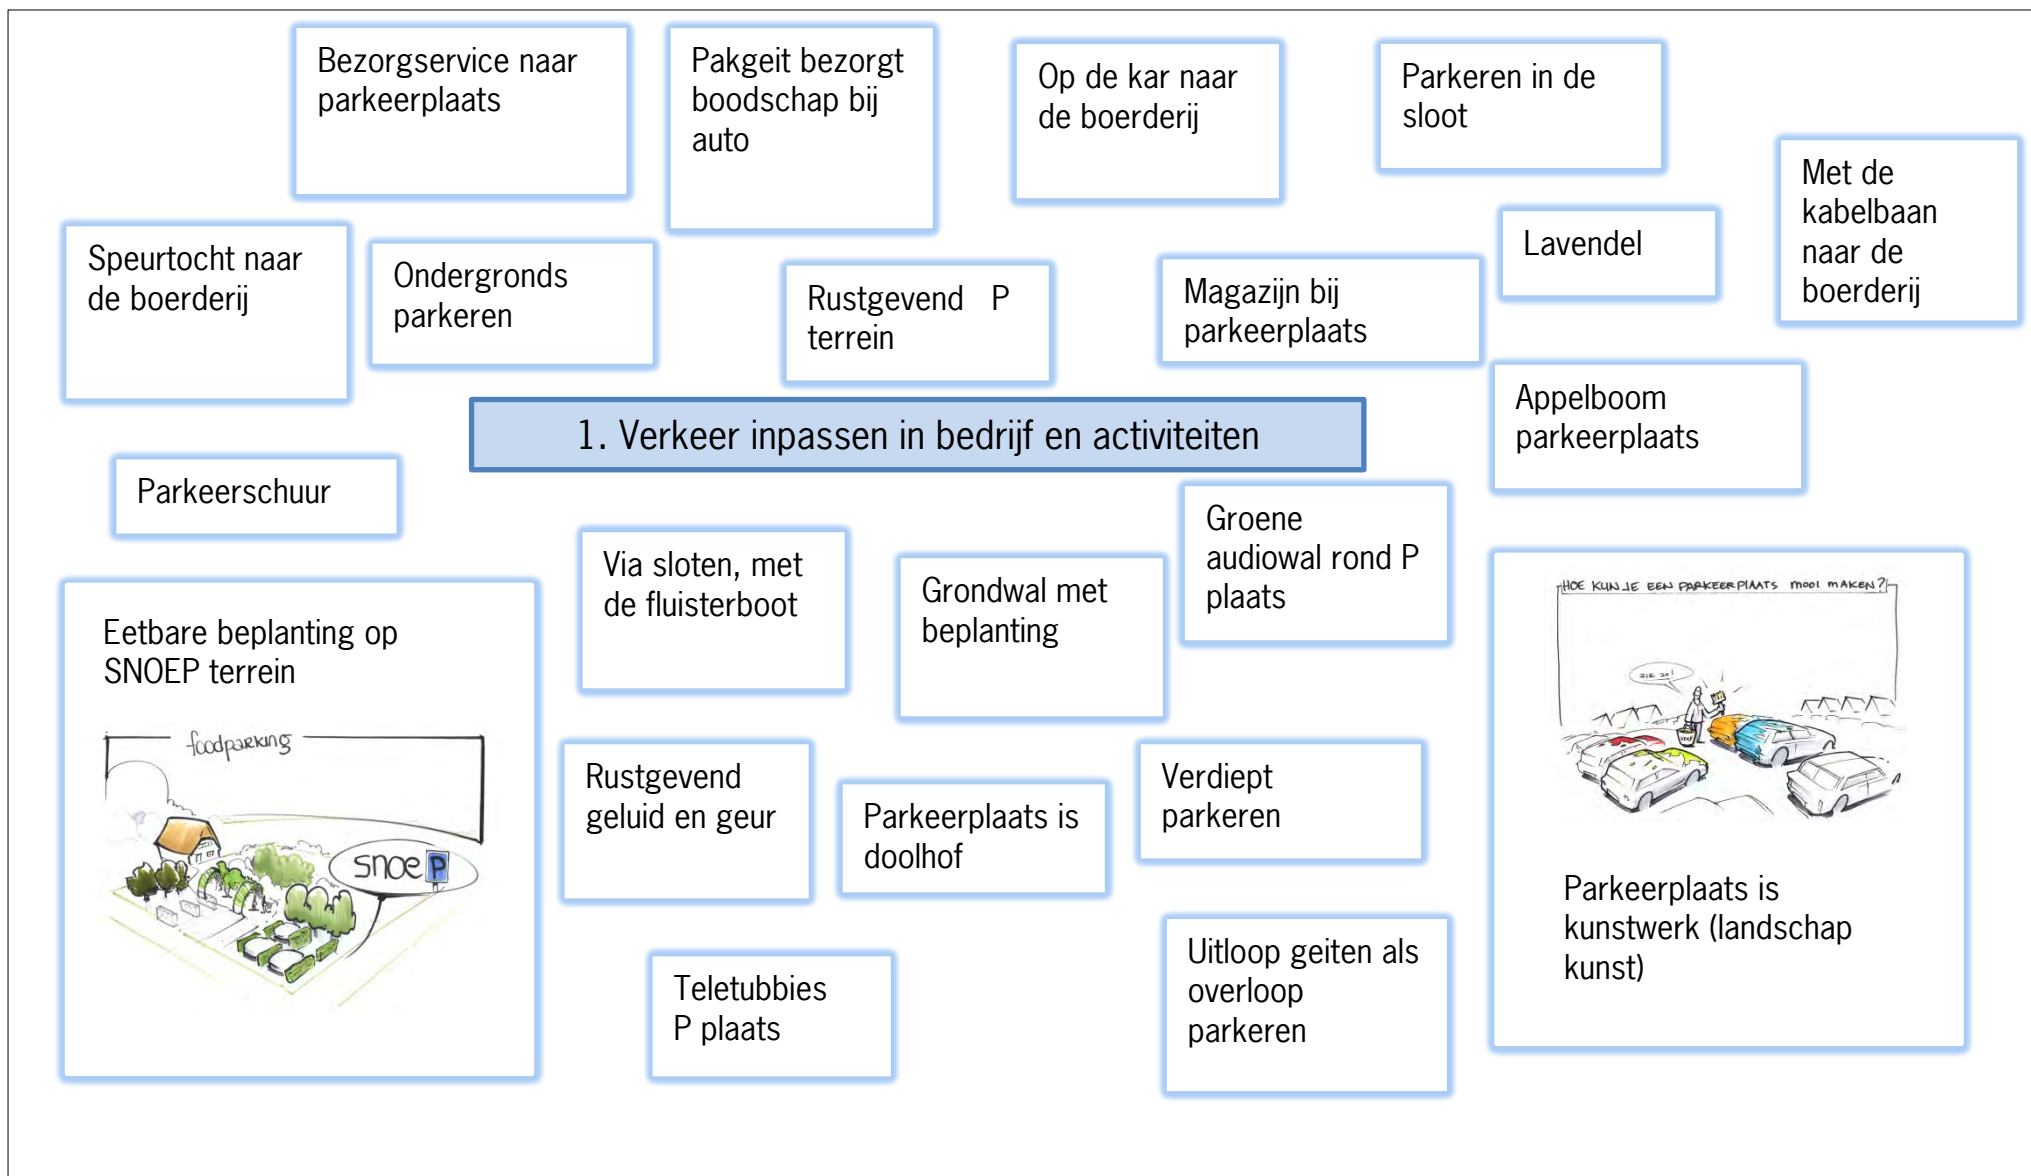 Bezorgservice naar
parkeerplaats
Pakgeit bezorgt
boodschap bij
auto
Op de kar naar
de boerderij
Parkeren in de
sloot
Met de
kabelbaan
naar de
boerderij
Speurtocht naar
de boerderij
Ondergronds
parkeren
Rustgevend P
terrein
Magazijn bij
parkeerplaats
Lavendel
Appelboom
parkeerplaats
1. Verkeer inpassen in bedrijf en activiteiten
Parkeerschuur
Via sloten, met
de fluisterboot
Grondwal met
beplanting
Groene
audiowal rond P
plaats
Eetbare beplanting op
SNOEP terrein
foodparking
SNOEP
HOE KUN JE EEN PARKEERPLAATS MOOI MAKEN?
ZIE ZO!
VERF
Rustgevend
geluid en geur
Parkeerplaats is
doolhof
Verdiept
parkeren
Parkeerplaats is
kunstwerk (landschap
kunst)
Teletubbies
P plaats
Uitloop geiten als
overloop
parkeren